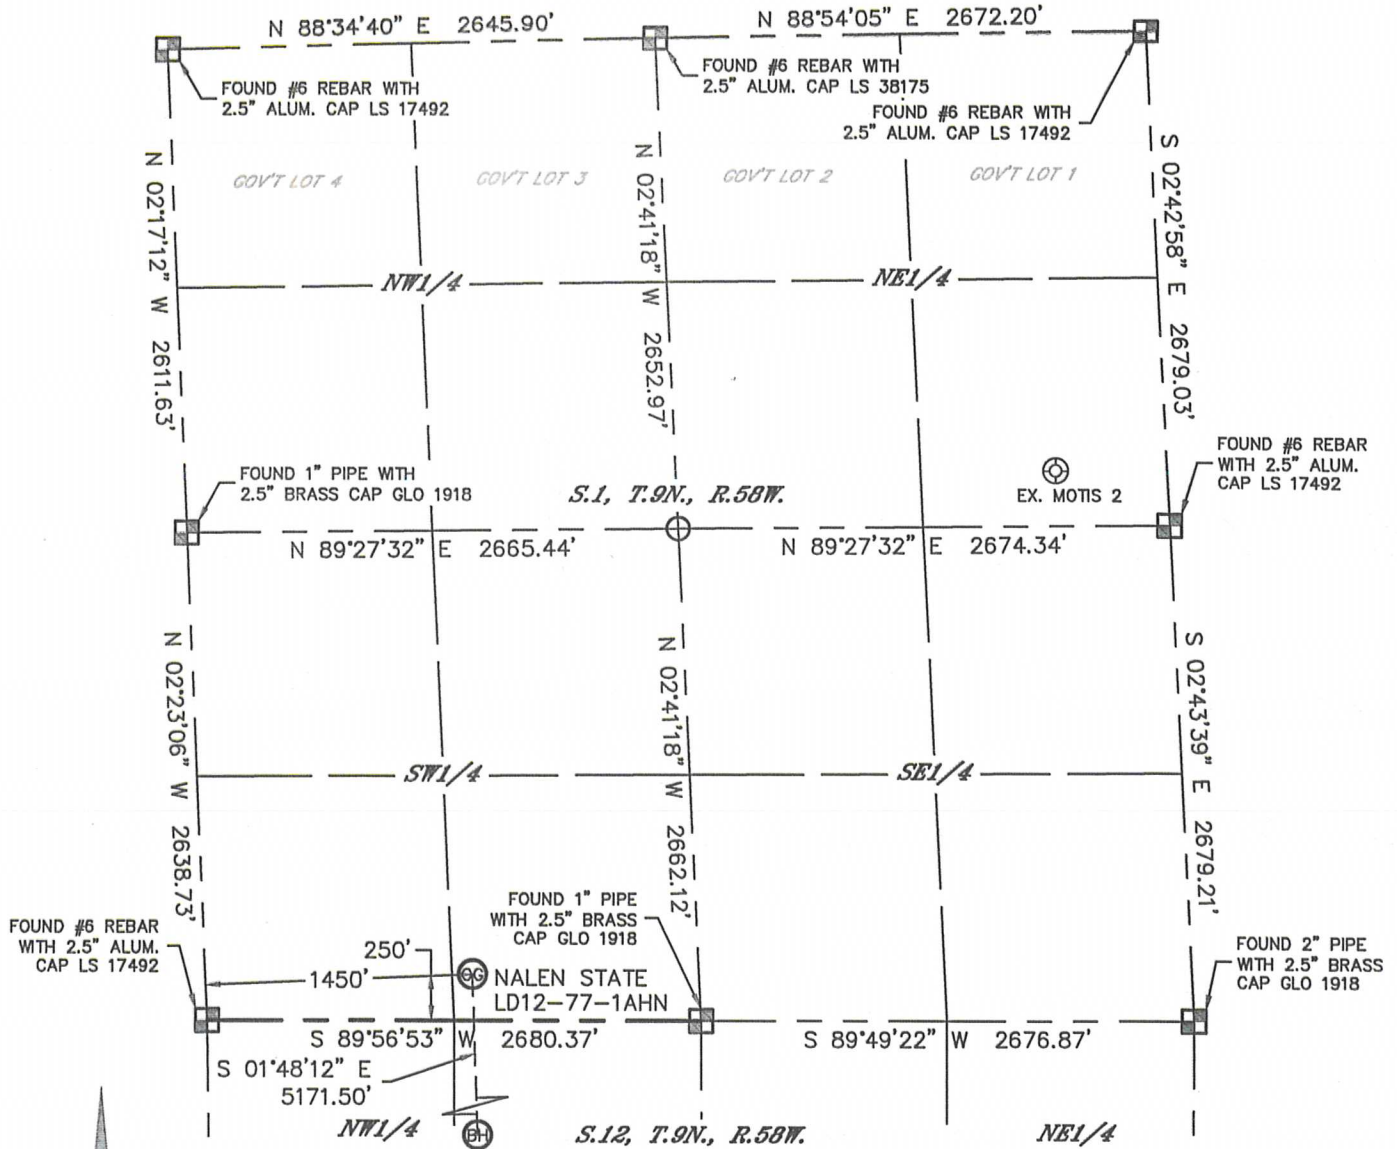 N 88°34'40" E 2645.90'
N 88°54'05" E 2672.20'
FOUND #6 REBAR WITH
2.5" ALUM. CAP LS 17492
FOUND #6 REBAR WITH
2.5" ALUM. CAP LS 38175
FOUND #6 REBAR WITH
2.5" ALUM. CAP LS 17492
N 02°17'12" W 2611.63'
GOV'T LOT 4
GOV'T LOT 3
N 02°41'18" W 2652.97'
GOV'T LOT 2
GOV'T LOT 1
S 02°42'58" E 2679.03'
NW1/4
NE1/4
FOUND 1" PIPE WITH
2.5" BRASS CAP GLO 1918
S.1, T.9N., R.58W.
EX. MOTIS 2
FOUND #6 REBAR
WITH 2.5" ALUM.
CAP LS 17492
N 89°27'32" E 2665.44'
N 89°27'32" E 2674.34'
N 02°23'06" W 2638.73'
N 02°41'18" W 2662.12'
S 02°43'39" E 2679.21'
SW1/4
SE1/4
FOUND #6 REBAR
WITH 2.5" ALUM.
CAP LS 17492
250'
1450'
OG
NALEN STATE
LD12-77-1AHN
FOUND 1" PIPE
WITH 2.5" BRASS
CAP GLO 1918
FOUND 2" PIPE
WITH 2.5" BRASS
CAP GLO 1918
S 89°56'53" W 2680.37'
S 89°49'22" W 2676.87'
S 01°48'12" E
5171.50'
NW1/4
BH
S.12, T.9N., R.58W.
NE1/4